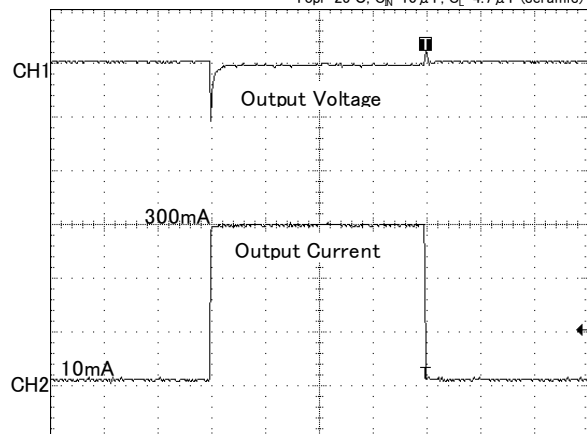 Topr=25°C, CIN=10μF, CL=4.7μF (ceramic)
T
CH1
Output Voltage
300mA
Output Current
10mA
T
CH2